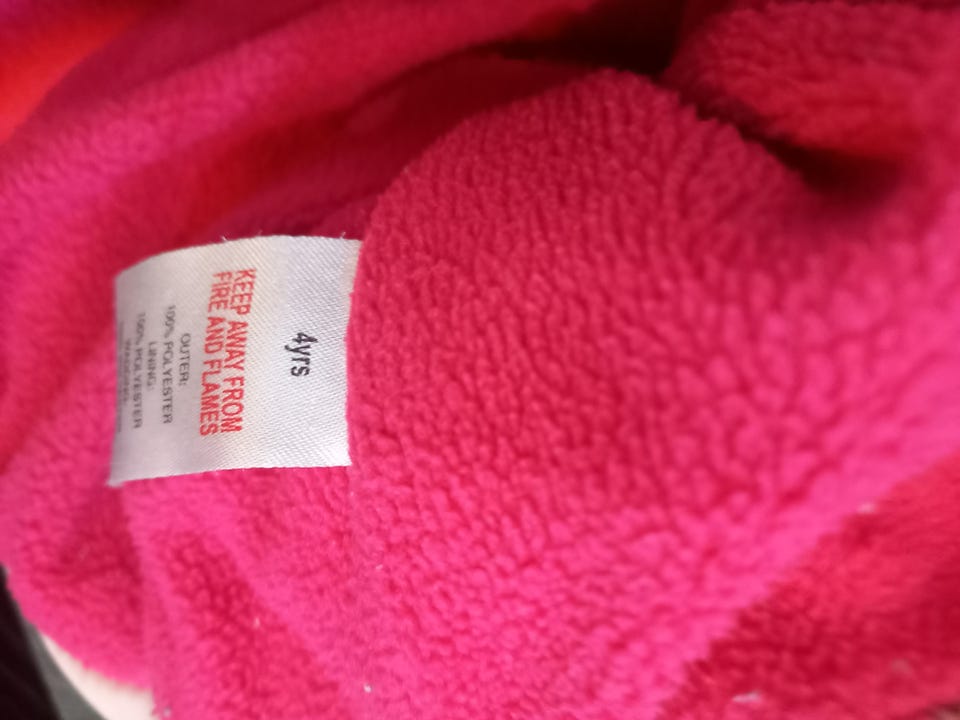 4yrs
KEEP AWAY FROM
FIRE AND FLAMES
OUTER:
100% POLYESTER
LINING:
100% POLYESTER